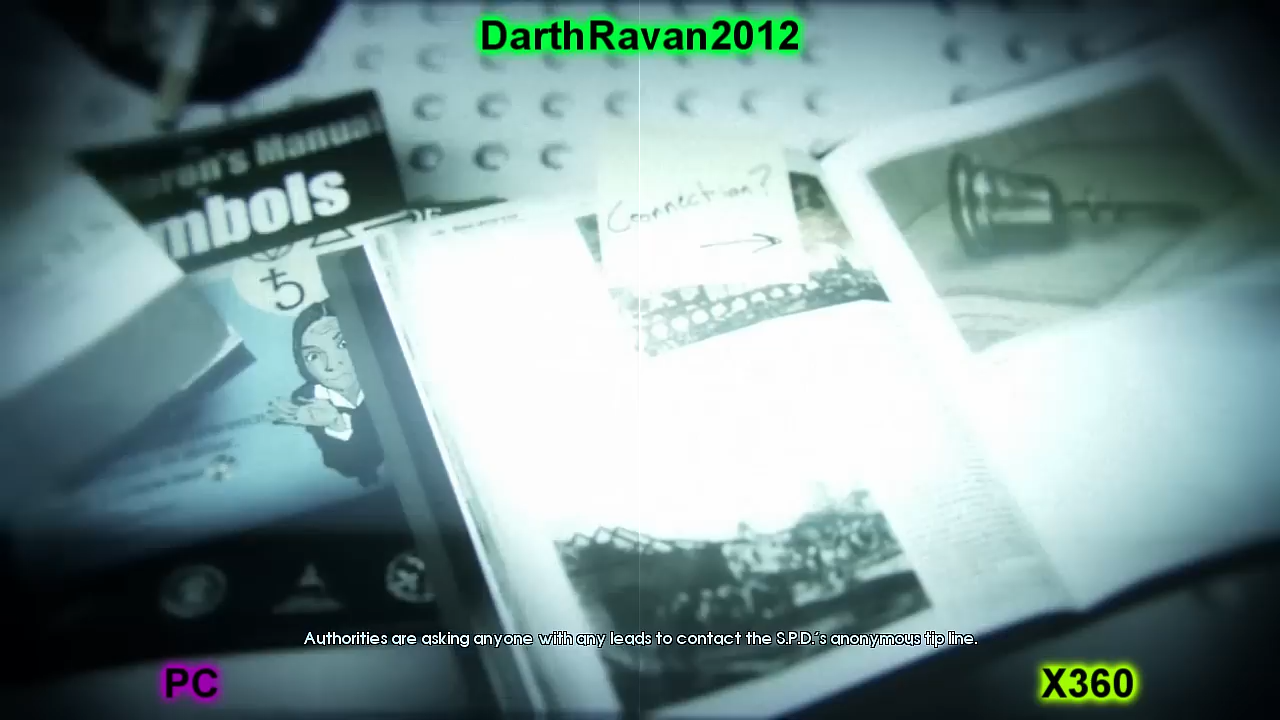 DarthRavan2012
Manual
mbols
Connection?
Authorities are asking anyone with any leads to contact the S.P.D.'s anonymous tip line.
PC
X360